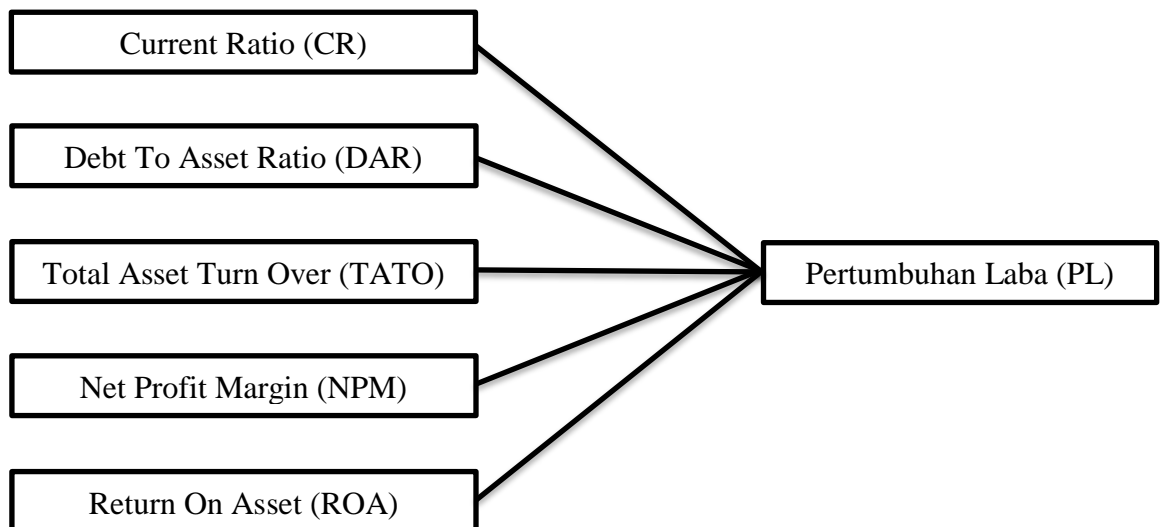 Current Ratio (CR)
Debt To Asset Ratio (DAR)
Total Asset Turn Over (TATO)
Pertumbuhan Laba (PL)
Net Profit Margin (NPM)
Return On Asset (ROA)